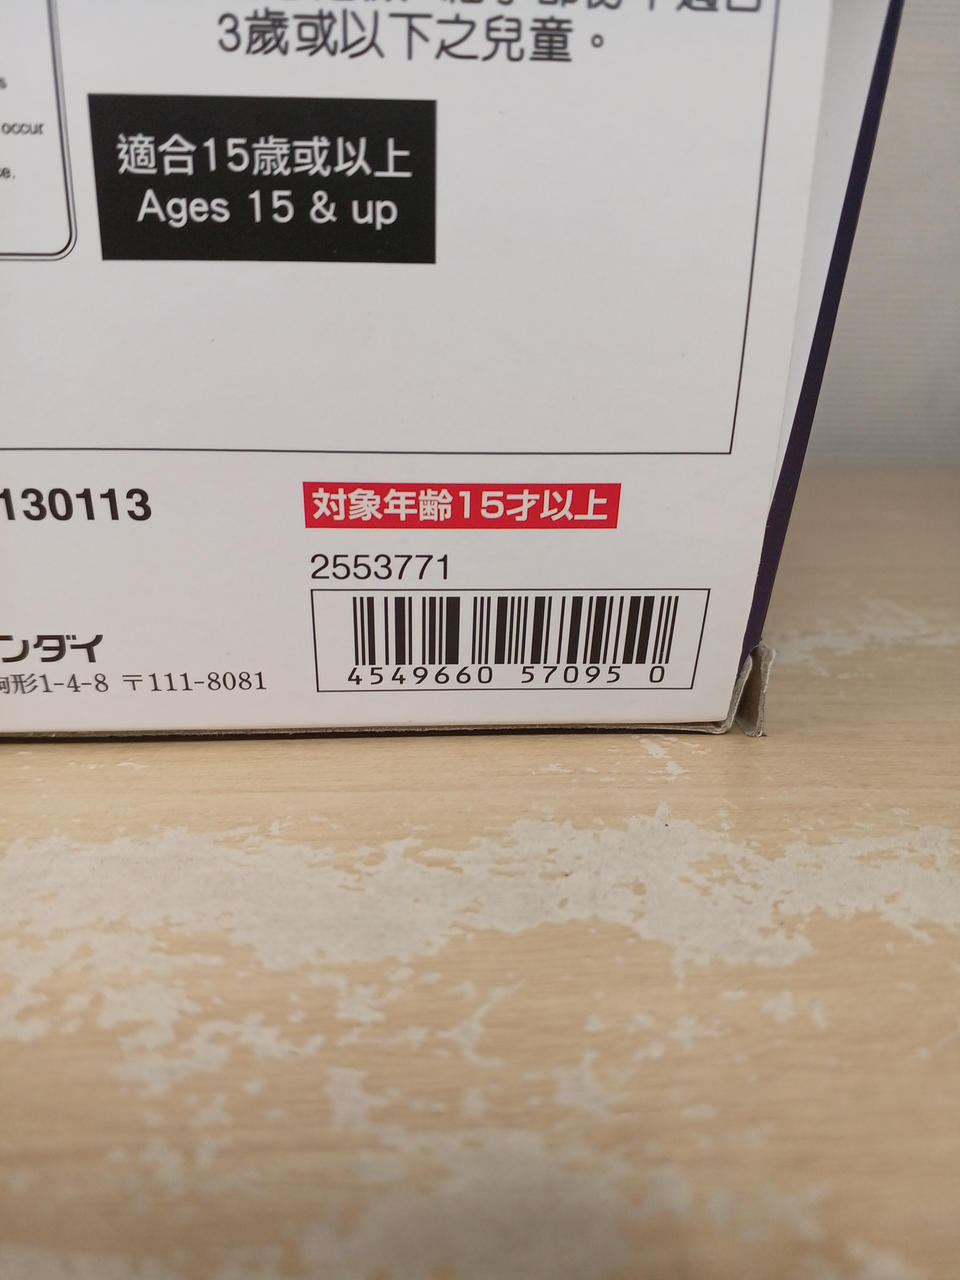 3歲或以下之兒童。
occur
適合15歳或以上
Ages 15 & up
130113
対象年齢15才以上
2553771
ンダイ
形1-4-8 〒111-8081
4549660 57095 0